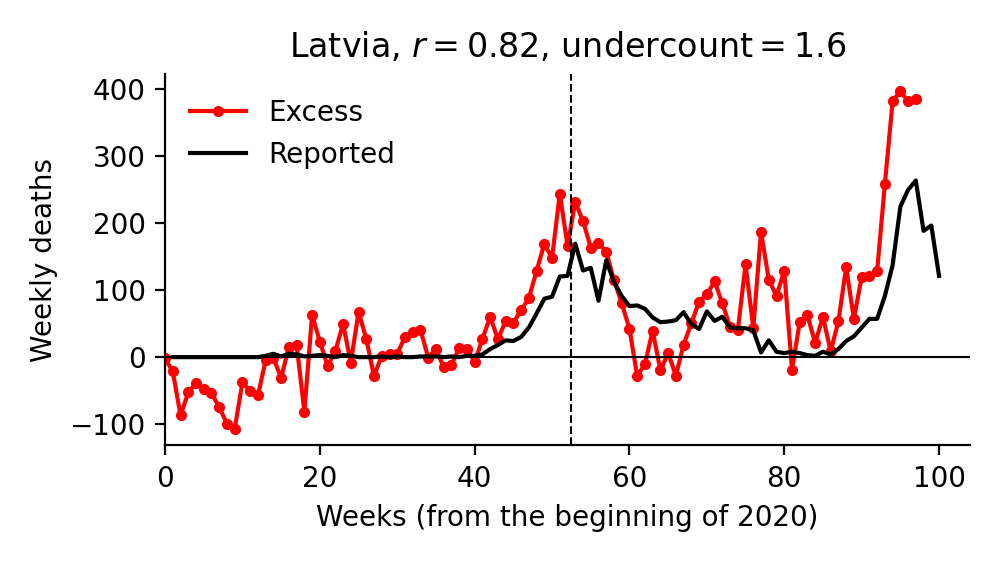 Latvia, r = 0.82, undercount = 1.6
Excess
Reported
Weekly deaths
400
300
200
100
0
−100
0 20 40 60 80 100
Weeks (from the beginning of 2020)